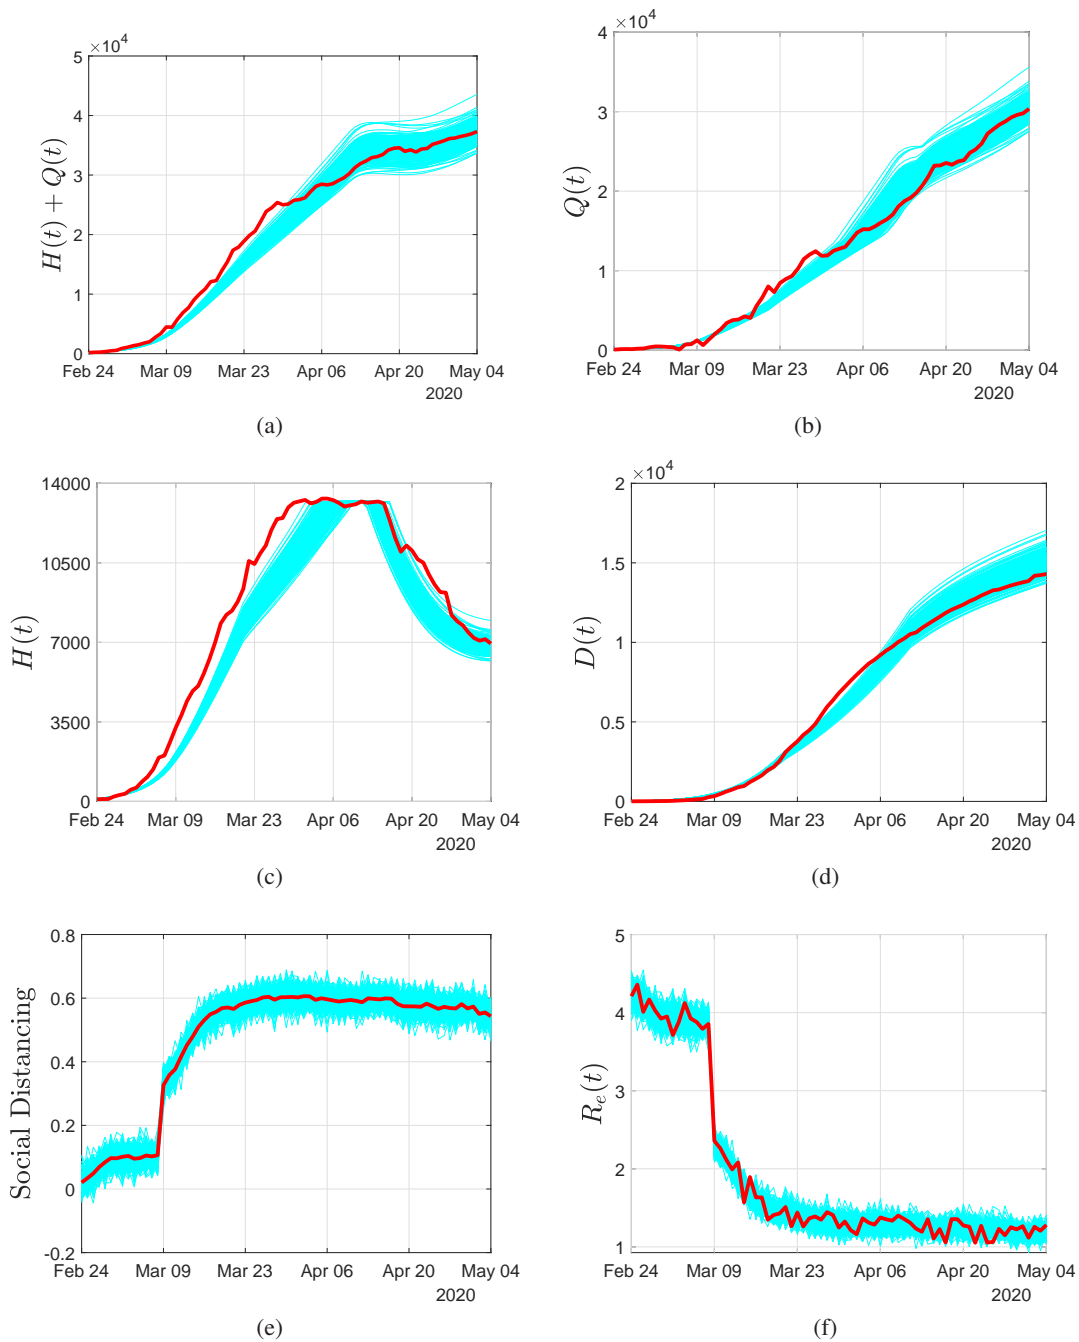 ×10⁴
5
4
3
2
1
0
H(t) + Q(t)
Feb 24 Mar 09 Mar 23 Apr 06 Apr 20 May 04
2020
(a)
×10⁴
4
3
2
1
0
Q(t)
Feb 24 Mar 09 Mar 23 Apr 06 Apr 20 May 04
2020
(b)
14000
10500
7000
3500
0
H(t)
Feb 24 Mar 09 Mar 23 Apr 06 Apr 20 May 04
2020
(c)
×10⁴
2
1.5
1
0.5
0
D(t)
Feb 24 Mar 09 Mar 23 Apr 06 Apr 20 May 04
2020
(d)
0.8
0.6
0.4
0.2
0
-0.2
Social Distancing
Feb 24 Mar 09 Mar 23 Apr 06 Apr 20 May 04
2020
(e)
5
4
3
2
1
Rₑ(t)
Feb 24 Mar 09 Mar 23 Apr 06 Apr 20 May 04
2020
(f)